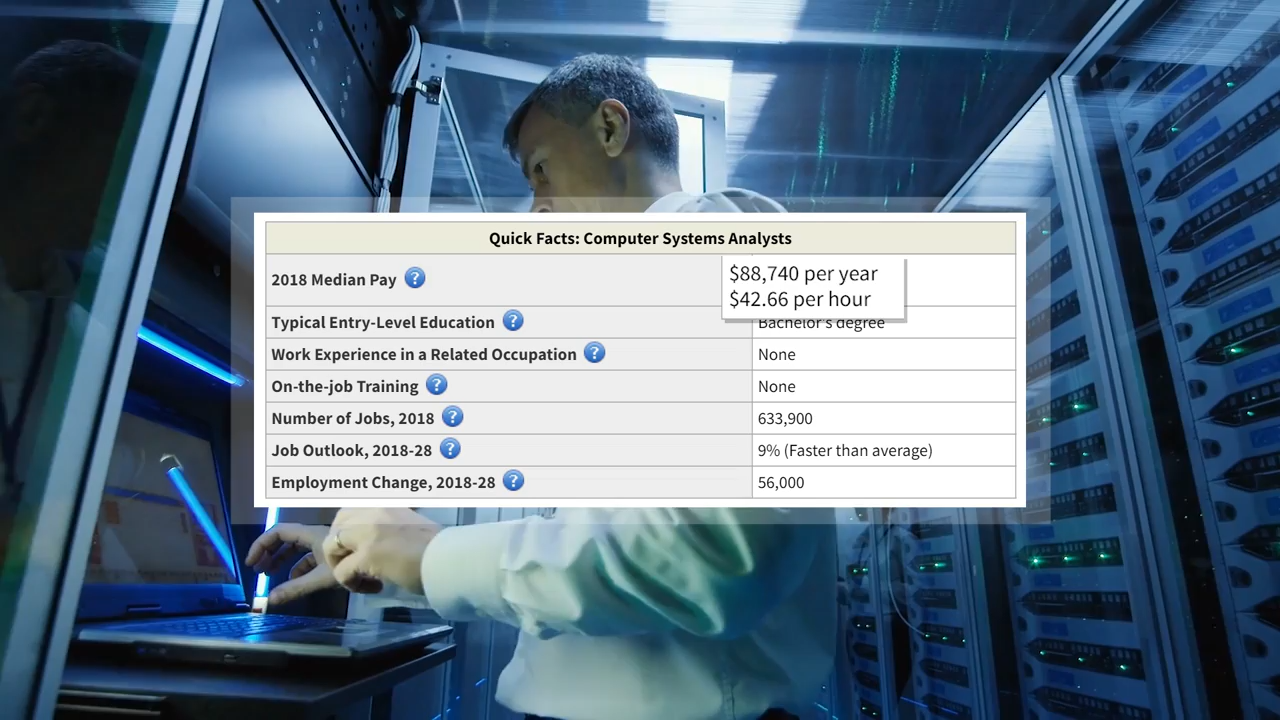 Quick Facts: Computer Systems Analysts
2018 Median Pay ?
$88,740 per year
$42.66 per hour
Typical Entry-Level Education ? Bachelor's degree
Work Experience in a Related Occupation ? None
On-the-job Training ? None
Number of Jobs, 2018 ? 633,900
Job Outlook, 2018-28 ? 9% (Faster than average)
Employment Change, 2018-28 ? 56,000